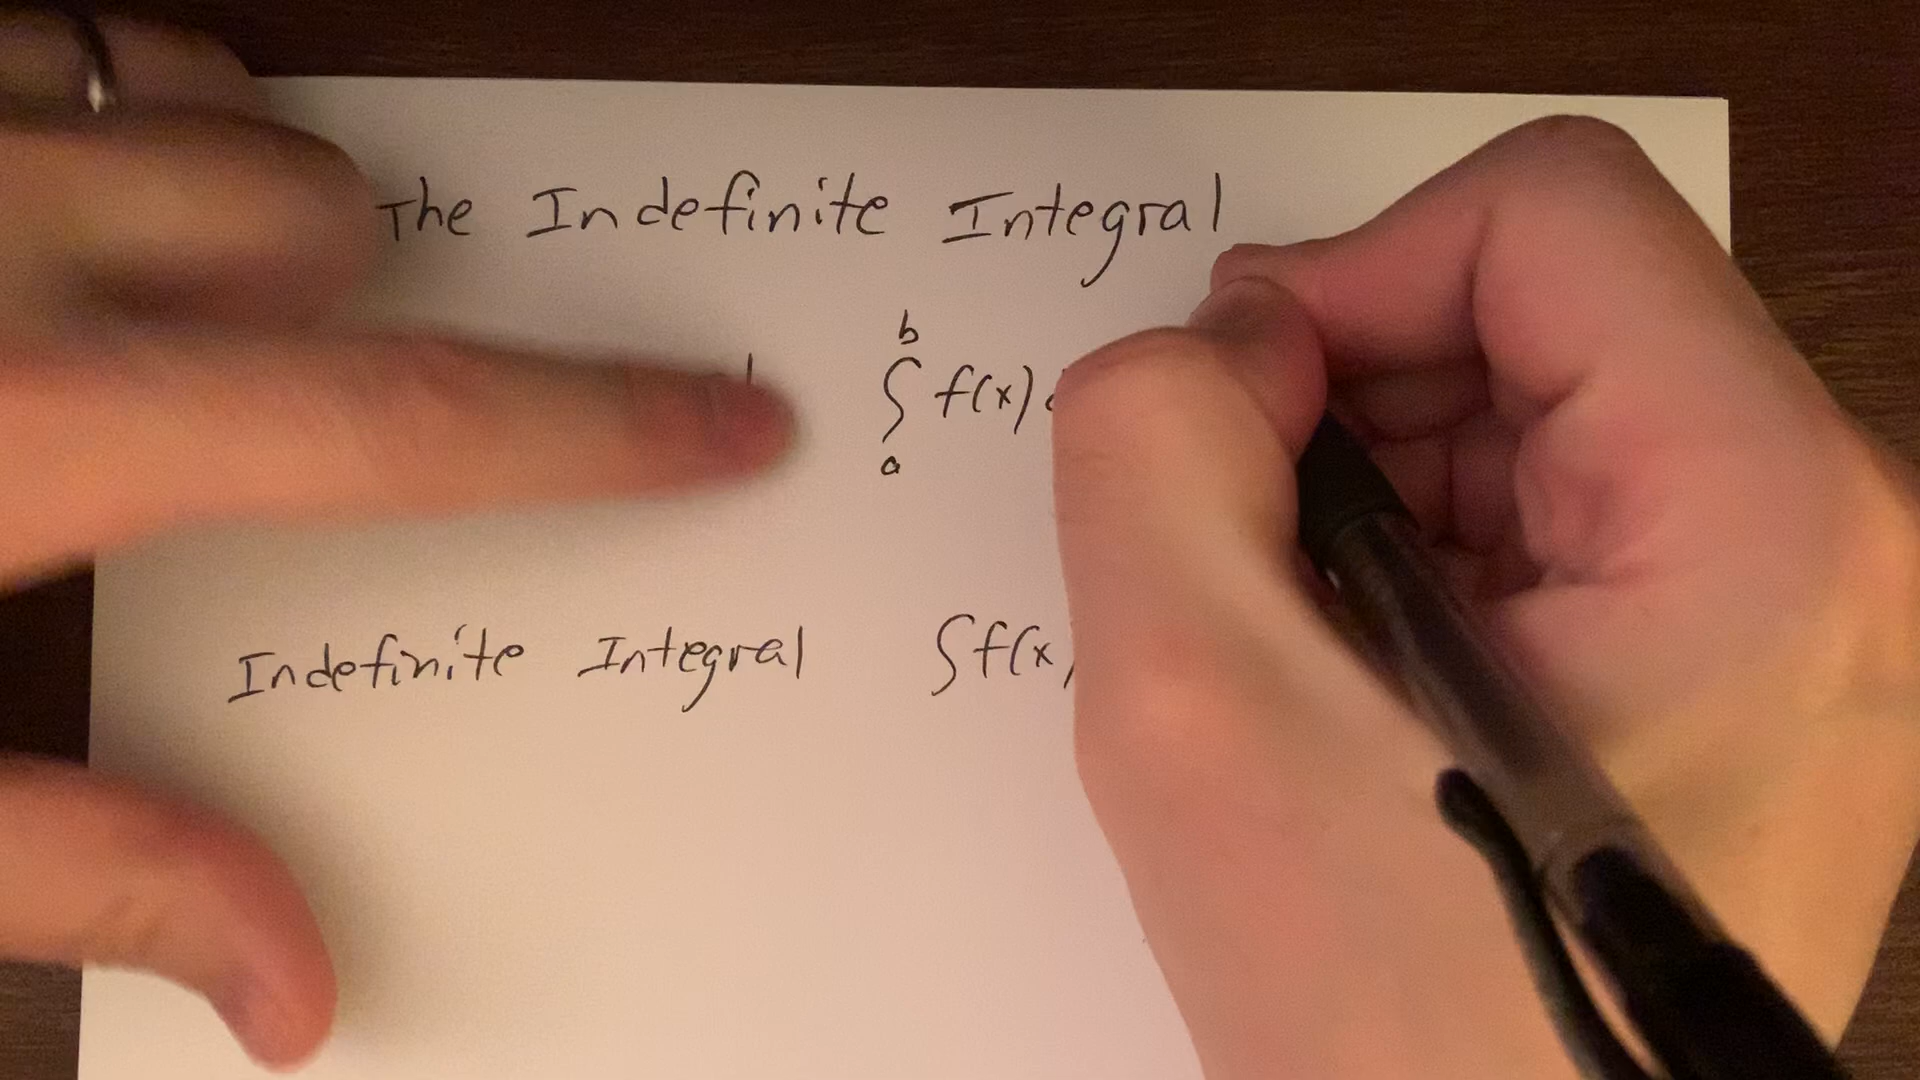 The Indefinite Integral
b
∫ f(x)
a
Indefinite Integral ∫f(x)